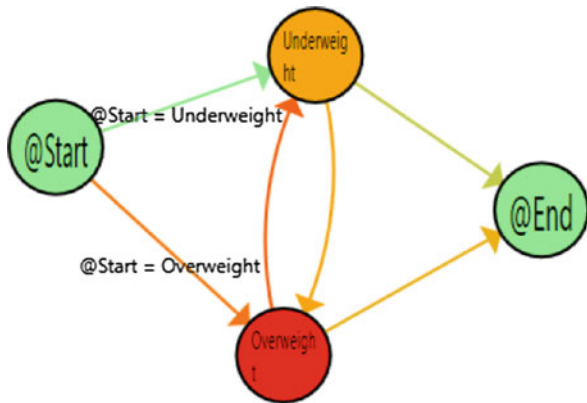 Underweig
ht
@Start = Underweight
@Start
@End
@Start = Overweight
Overweigh
t